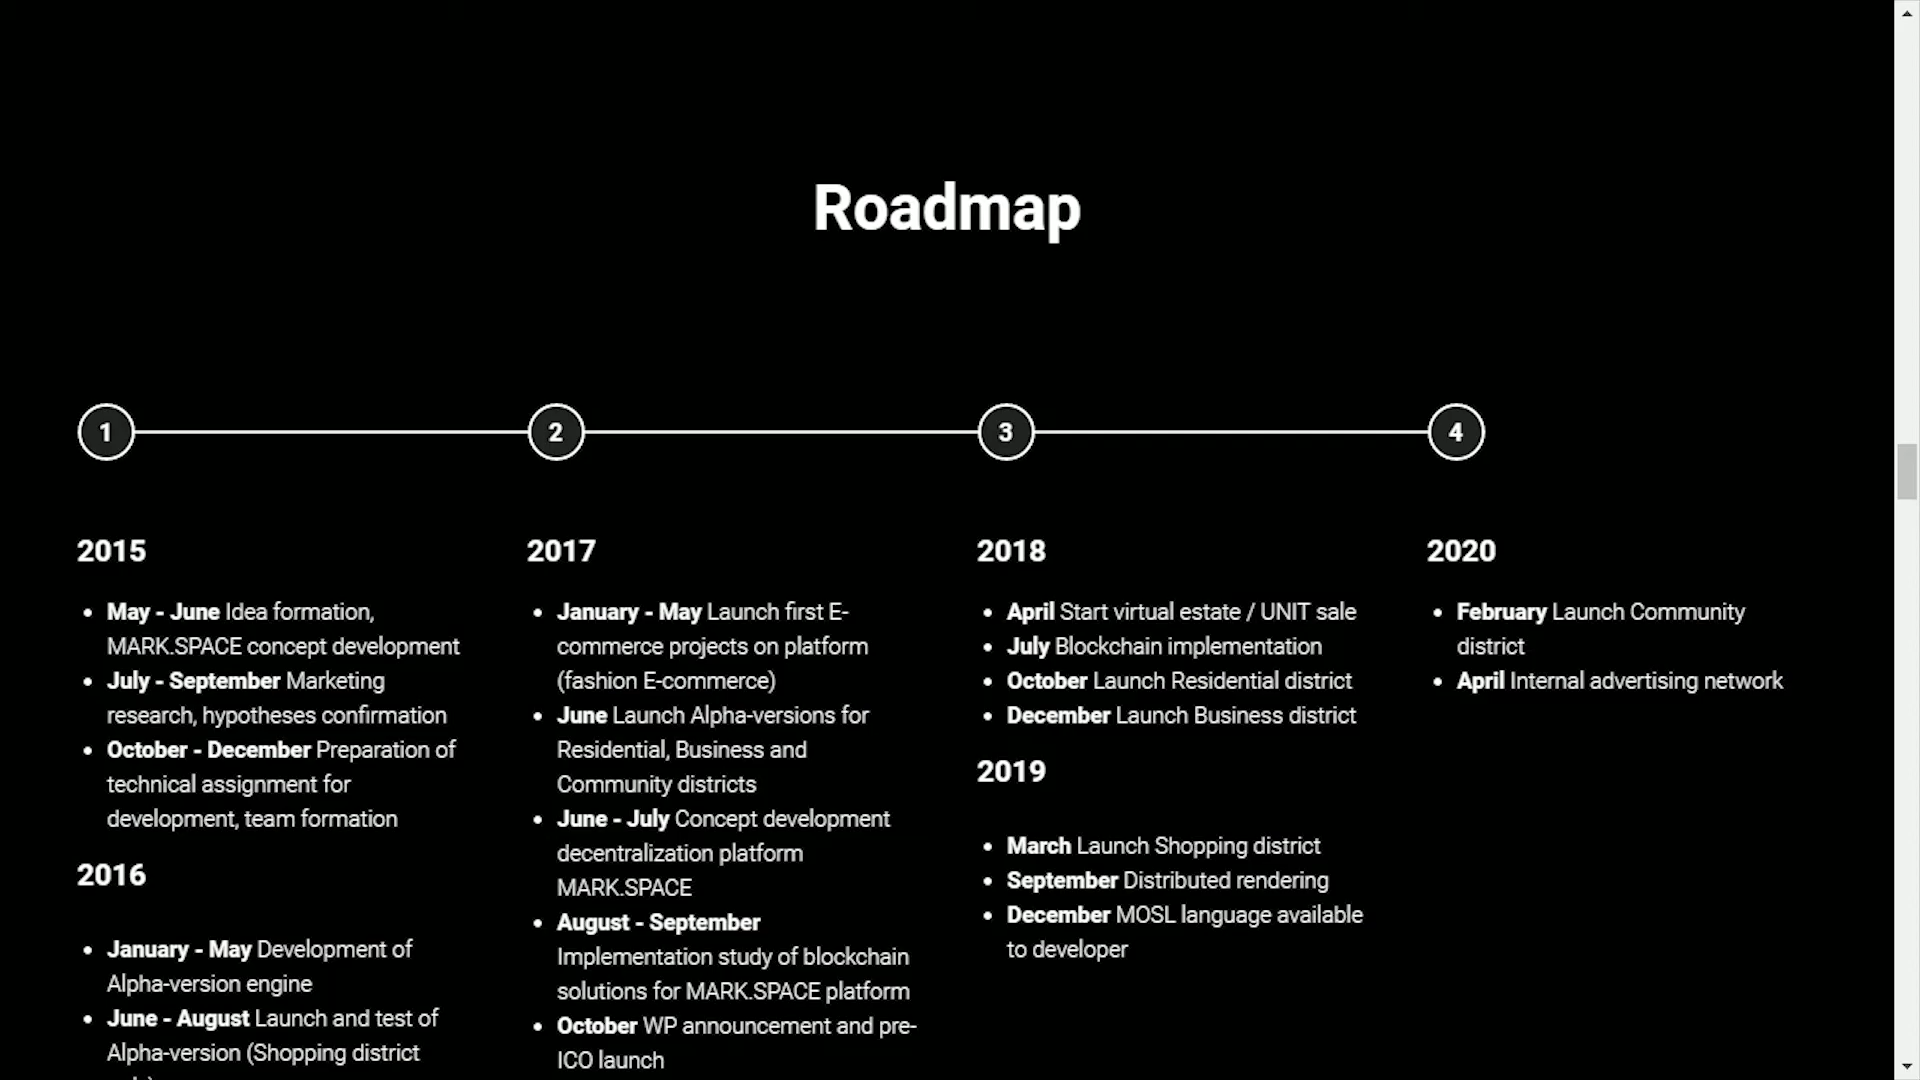 Roadmap
1
2
3
4
2015
May - June Idea formation,
MARK.SPACE concept development
July - September Marketing
research, hypotheses confirmation
October - December Preparation of
technical assignment for
development, team formation
2016
January - May Development of
Alpha-version engine
June - August Launch and test of
Alpha-version (Shopping district
2017
January - May Launch first E-
commerce projects on platform
(fashion E-commerce)
June Launch Alpha-versions for
Residential, Business and
Community districts
June - July Concept development
decentralization platform
MARK.SPACE
August - September
Implementation study of blockchain
solutions for MARK.SPACE platform
October WP announcement and pre-
ICO launch
2018
April Start virtual estate / UNIT sale
July Blockchain implementation
October Launch Residential district
December Launch Business district
2019
March Launch Shopping district
September Distributed rendering
December MOSL language available
to developer
2020
February Launch Community
district
April Internal advertising network